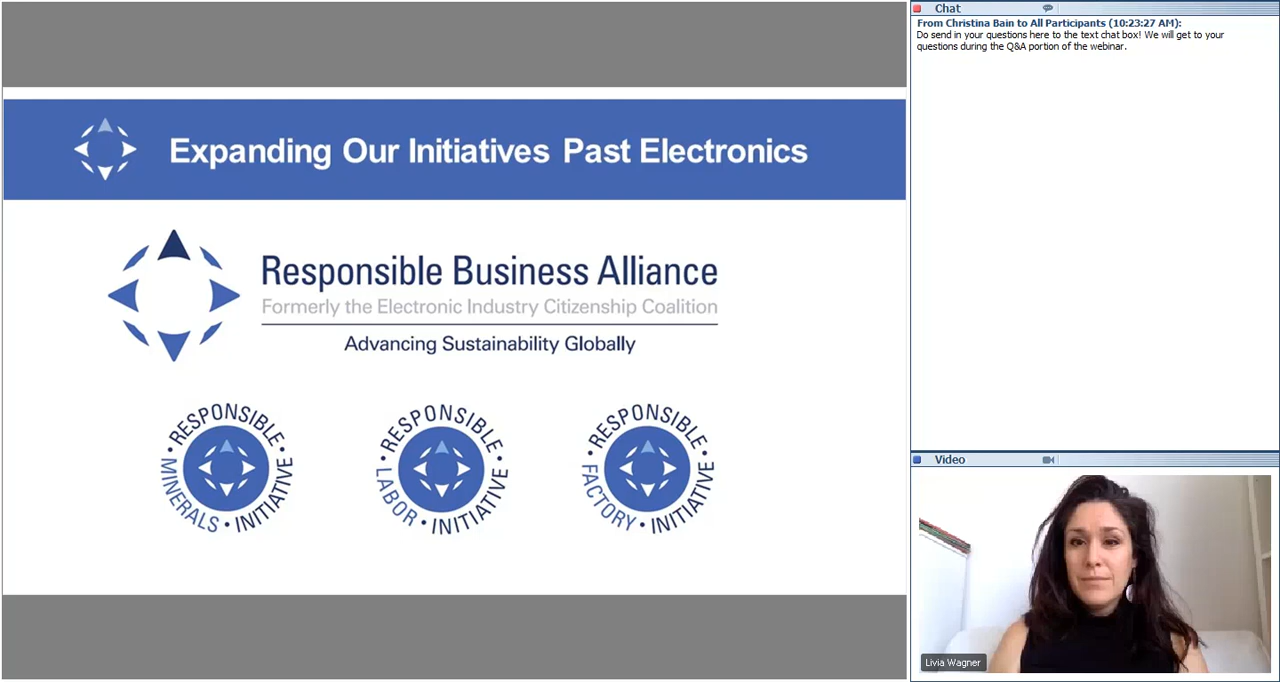 Expanding Our Initiatives Past Electronics
Responsible Business Alliance
Formerly the Electronic Industry Citizenship Coalition
Advancing Sustainability Globally
RESPONSIBLE • MINERALS • INITIATIVE •
RESPONSIBLE • LABOR • INITIATIVE •
RESPONSIBLE • FACTORY • INITIATIVE •
Chat
From Christina Bain to All Participants (10:23:27 AM):
Do send in your questions here to the text chat box! We will get to your
questions during the Q&A portion of the webinar.
Video
Livia Wagner